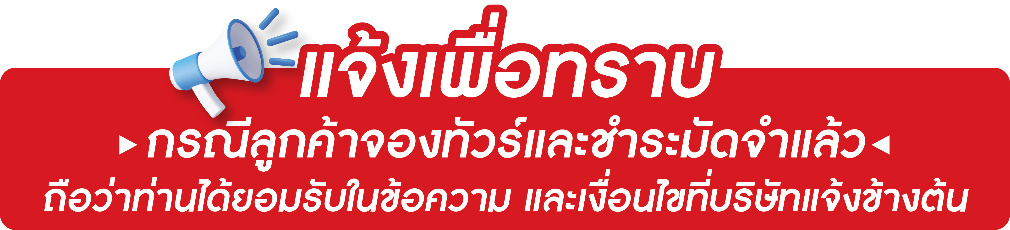 แจ้งเพื่อทราบ
กรณีลูกค้าจองทัวร์และชำระมัดจำแล้ว
ถือว่าท่านได้ยอมรับในข้อความ และเงื่อนไขที่บริษัทแจ้งข้างต้น